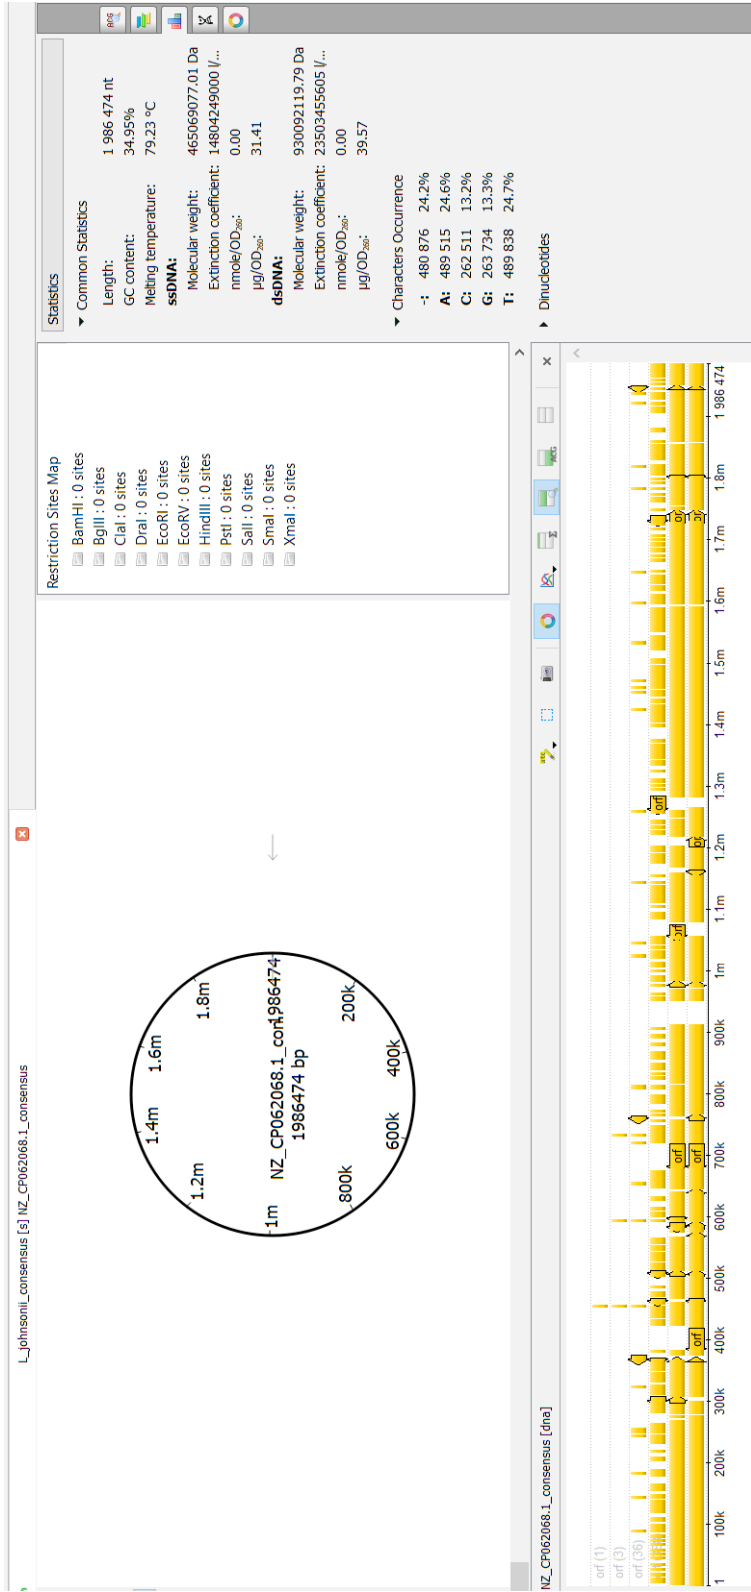 L_johnsonii_consensus [s] NZ_CP062068.1_consensus
1.6m
1.4m
1.8m
1.2m
1m
NZ_CP062068.1_con
1986474
1986474 bp
800k
200k
600k
400k
Restriction Sites Map
BamHI : 0 sites
BglII : 0 sites
ClaI : 0 sites
DraI : 0 sites
EcoRI : 0 sites
EcoRV : 0 sites
HindIII : 0 sites
PstI : 0 sites
SalI : 0 sites
SmaI : 0 sites
XmaI : 0 sites
Statistics
Common Statistics
Length: 1 986 474 nt
GC content: 34.95%
Melting temperature: 79.23 °C
ssDNA:
Molecular weight: 465069077.01 Da
Extinction coefficient: 14804249000 l/...
nmole/OD₂₆₀: 0.00
µg/OD₂₆₀: 31.41
dsDNA:
Molecular weight: 930092119.79 Da
Extinction coefficient: 23503455605 l/...
nmole/OD₂₆₀: 0.00
µg/OD₂₆₀: 39.57
Characters Occurrence
-: 480 876 24.2%
A: 489 515 24.6%
C: 262 511 13.2%
G: 263 734 13.3%
T: 489 838 24.7%
Dinucleotides
NZ_CP062068.1_consensus [dna]
orf (1)
orf (3)
orf (36)
orf
orf
orf
orf
orf
1 100k 200k 300k 400k 500k 600k 700k 800k 900k 1m 1.1m 1.2m 1.3m 1.4m 1.5m 1.6m 1.7m 1.8m 1 986 474